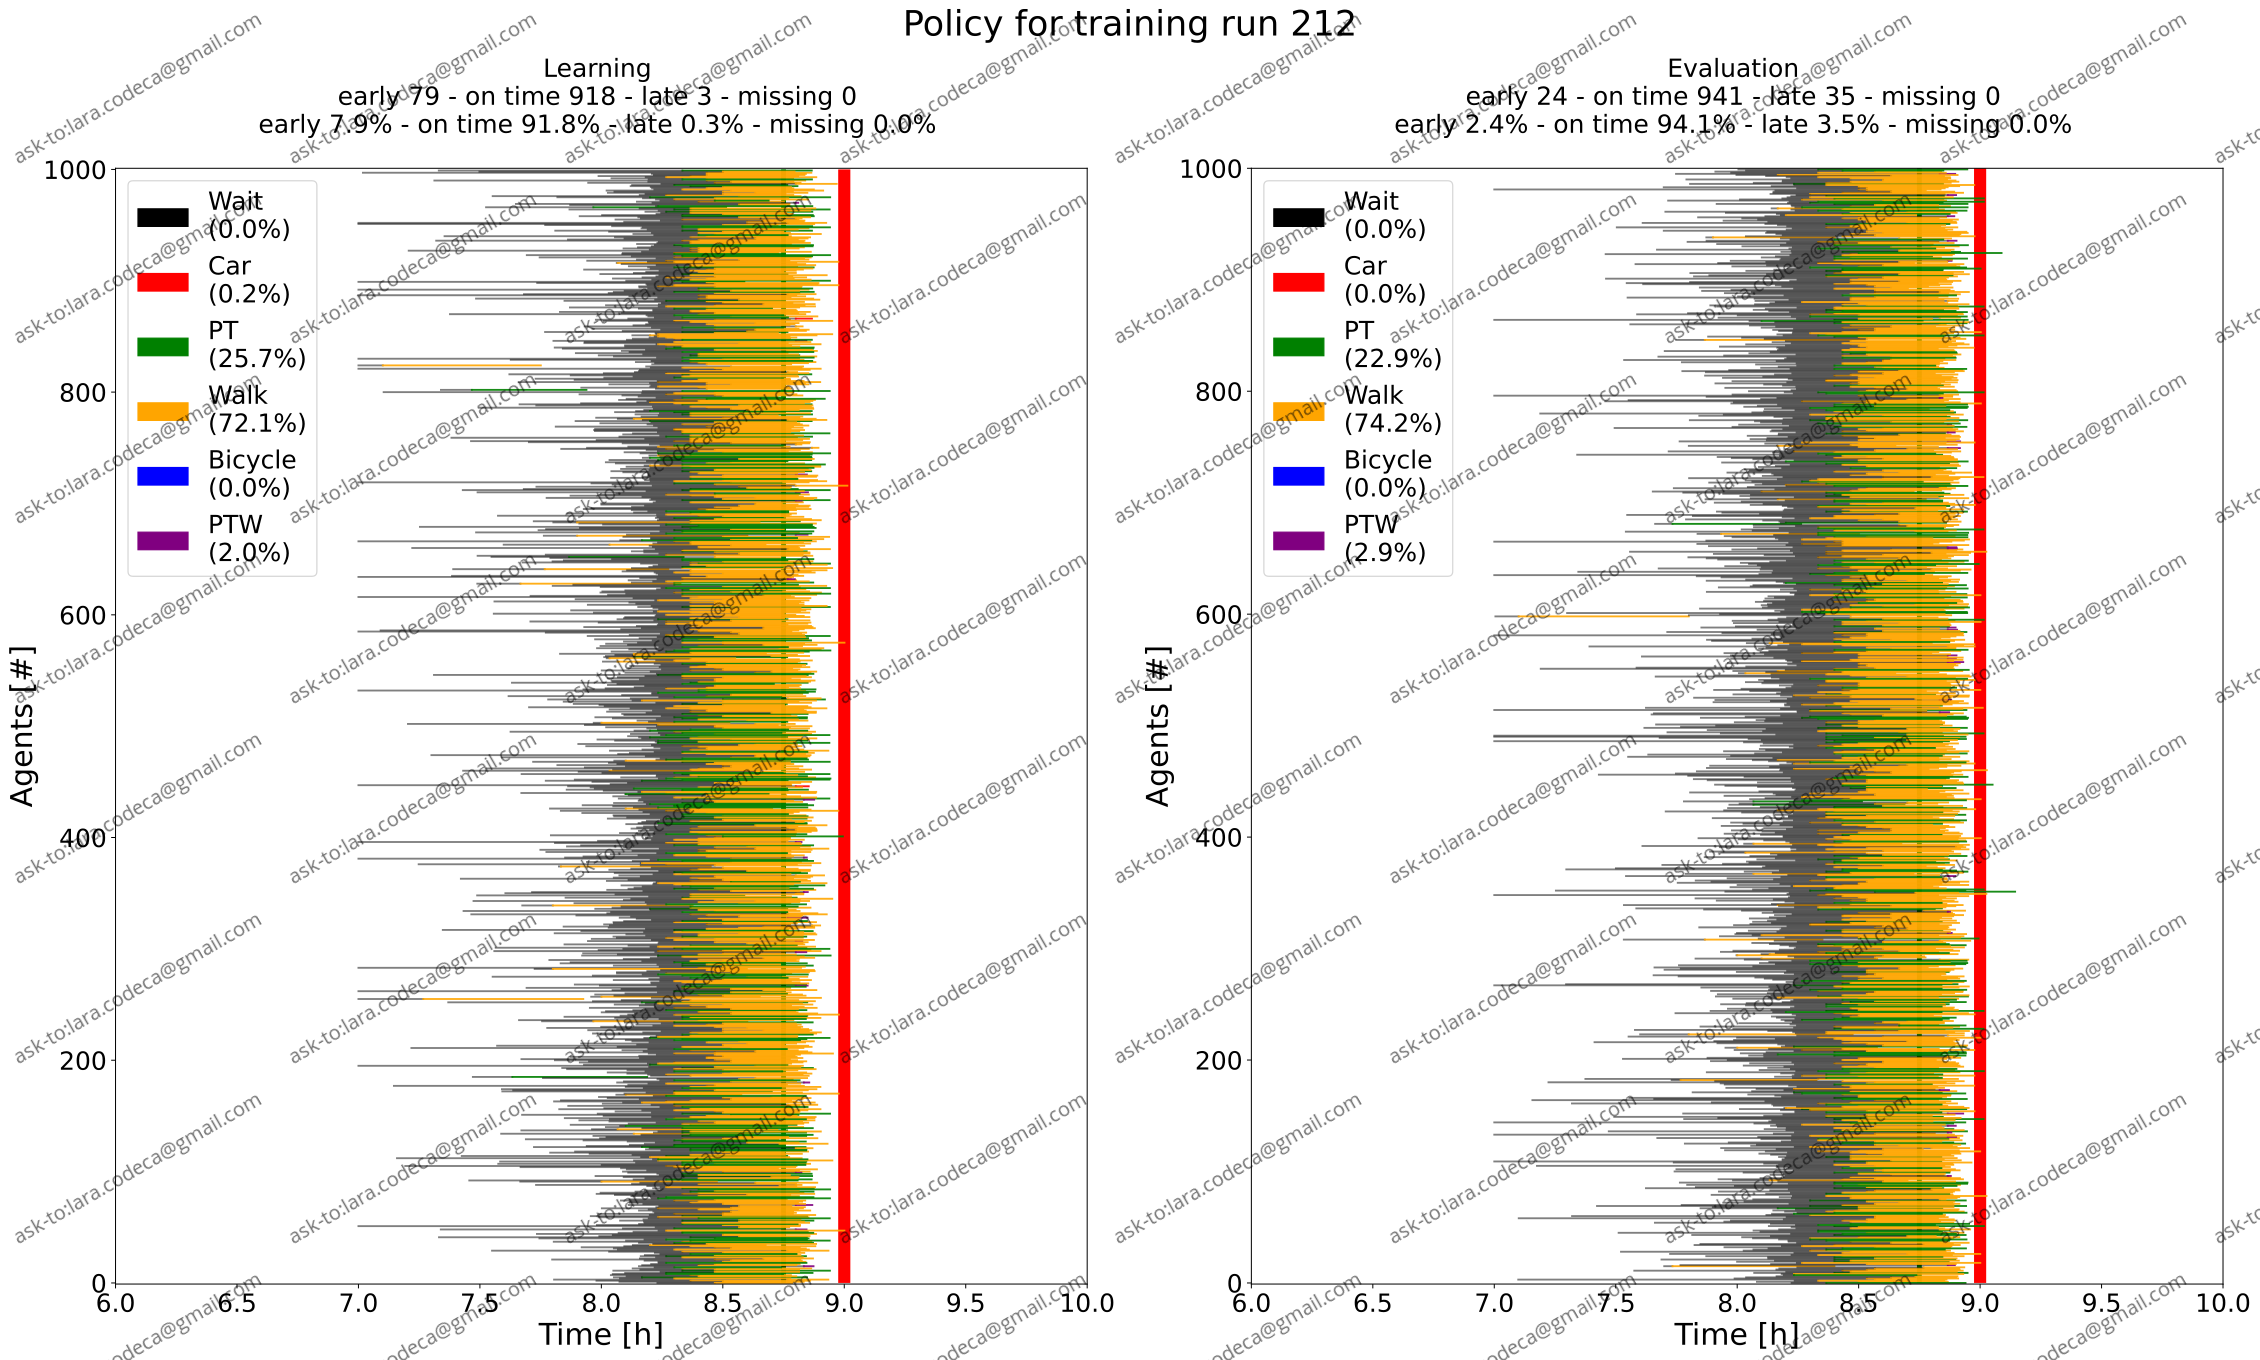 Policy for training run 212
Learning
early 79 - on time 918 - late 3 - missing 0
early 7.9% - on time 91.8% - late 0.3% - missing 0.0%
1000
800
600
400
200
0
Agents [#]
Wait
(0.0%)
Car
(0.2%)
PT
(25.7%)
Walk
(72.1%)
Bicycle
(0.0%)
PTW
(2.0%)
6.0 6.5 7.0 7.5 8.0 8.5 9.0 9.5 10.0
Time [h]
Evaluation
early 24 - on time 941 - late 35 - missing 0
early 2.4% - on time 94.1% - late 3.5% - missing 0.0%
1000
800
600
400
200
0
Agents [#]
Wait
(0.0%)
Car
(0.0%)
PT
(22.9%)
Walk
(74.2%)
Bicycle
(0.0%)
PTW
(2.9%)
6.0 6.5 7.0 7.5 8.0 8.5 9.0 9.5 10.0
Time [h]
ask-to:lara.codeca@gmail.com